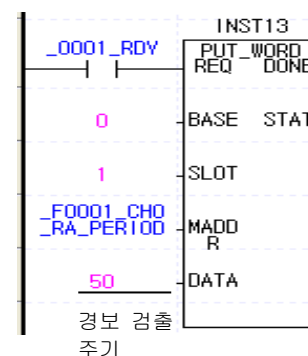 INST13
_0001_RDY
PUT_WORD
REQ DONE
0
BASE STAT
1
SLOT
_F0001_CH0
_RA_PERIOD
MADD
R
50
DATA
경보 검출
주기